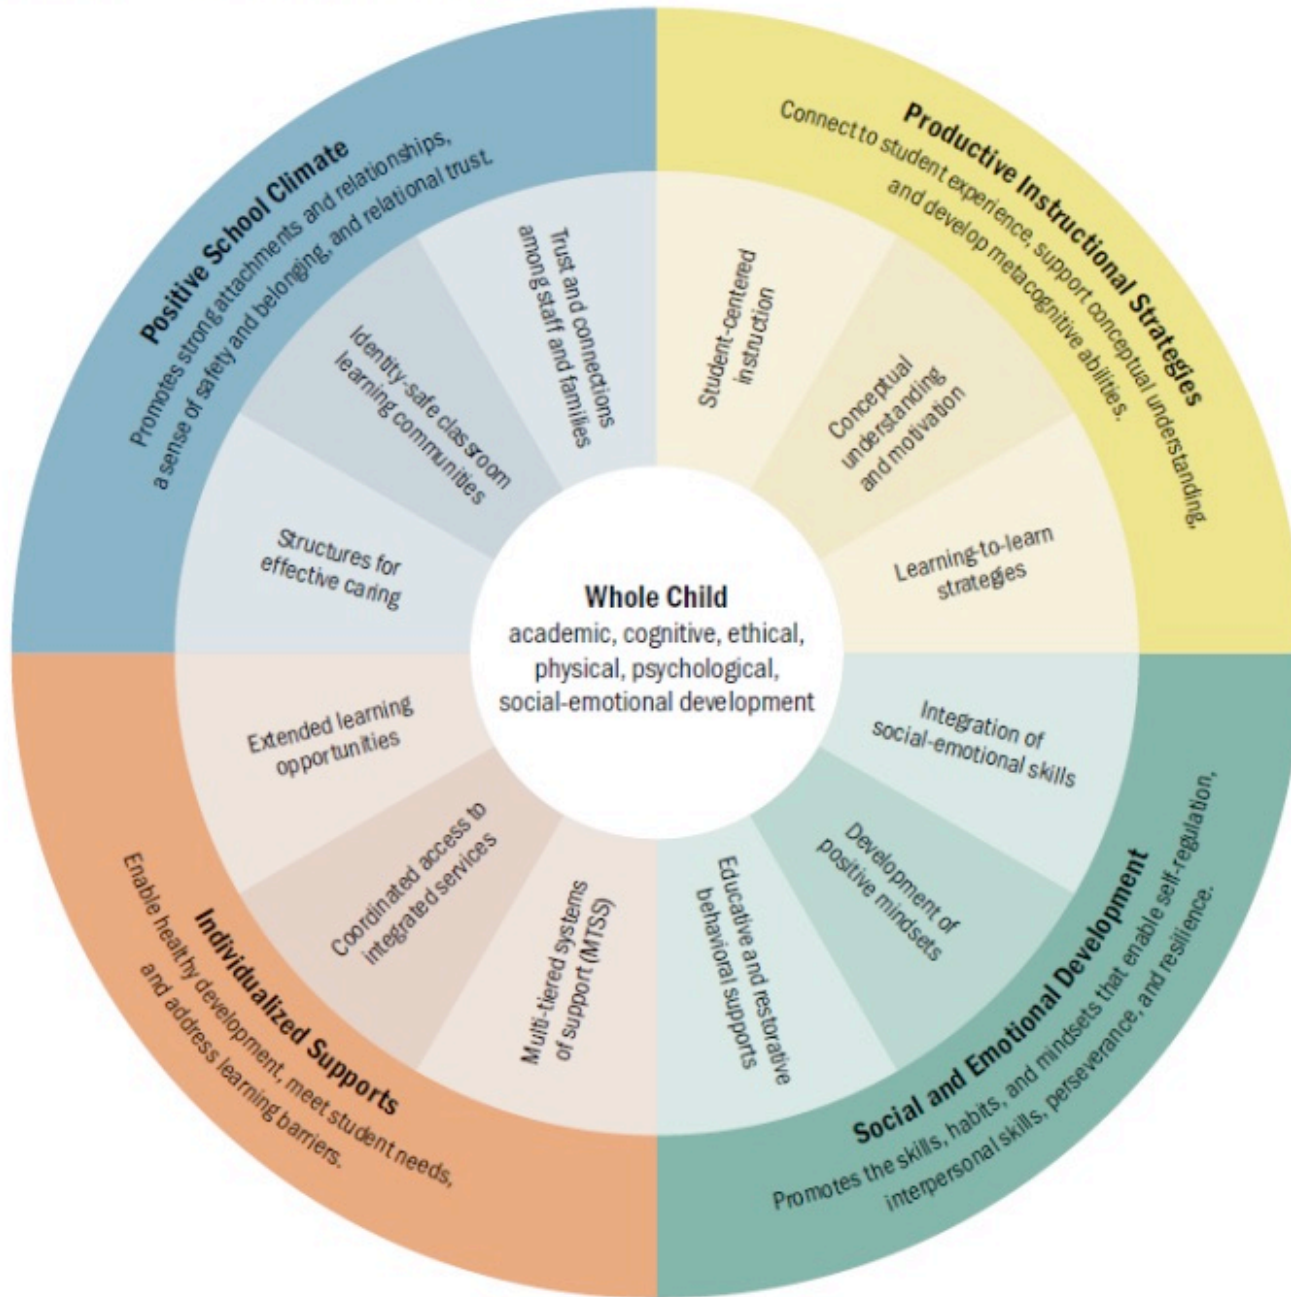 Positive School Climate
Promotes strong attachments and relationships,
a sense of safety and belonging, and relational trust.
Productive Instructional Strategies
Connect to student experience, support conceptual understanding,
and develop metacognitive abilities.
Trust and connections
among staff and families
Identity-safe classroom
learning communities
Structures for
effective caring
Student-centered
instruction
Conceptual
understanding
and motivation
Learning-to-learn
strategies
Whole Child
academic, cognitive, ethical,
physical, psychological,
social-emotional development
Extended learning
opportunities
Coordinated access to
integrated services
Multi-tiered systems
of support (MTSS)
Integration of
social-emotional skills
Development of
positive mindsets
Educative and restorative
behavioral supports
Individualized Supports
Enable healthy development, meet student needs,
and address learning barriers.
Social and Emotional Development
Promotes the skills, habits, and mindsets that enable self-regulation,
interpersonal skills, perseverance, and resilience.